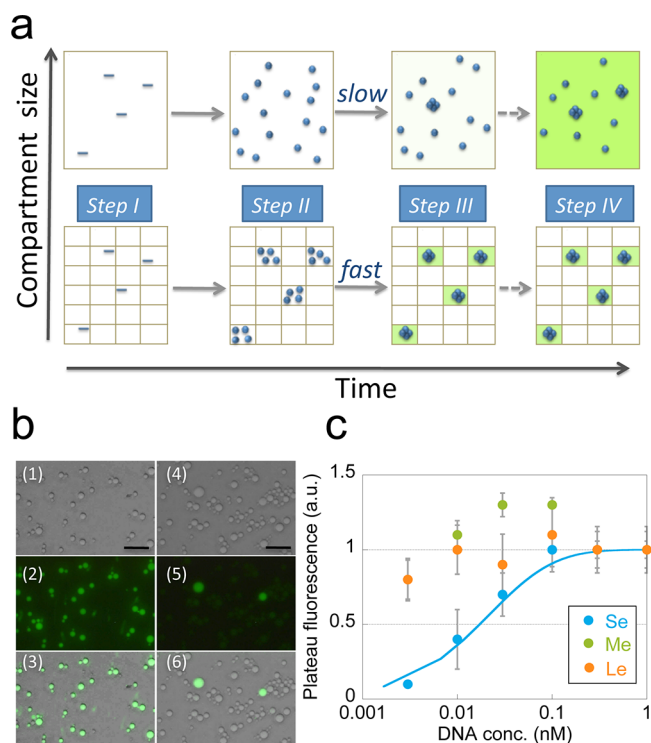 a
Compartment size
slow
Step I
Step II
Step III
Step IV
fast
Time
b
(1)
(4)
(2)
(5)
(3)
(6)
c
Plateau fluorescence (a.u.)
1.5
1
0.5
0
Se
Me
Le
0.001
0.01
0.1
1
DNA conc. (nM)